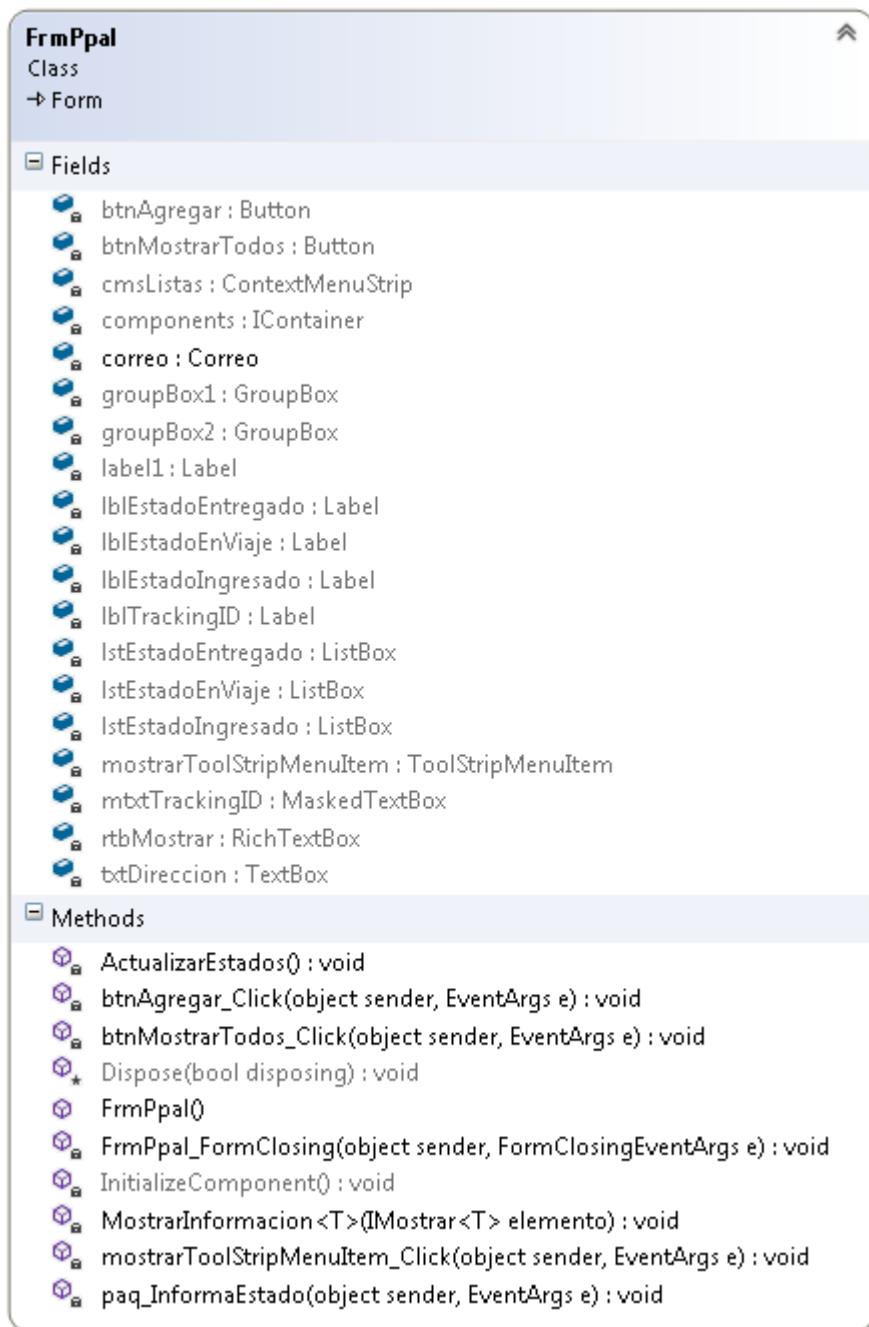 FrmPpal
Class
Form
Fields
btnAgregar : Button
btnMostrarTodos : Button
cmsListas : ContextMenuStrip
components : IContainer
correo : Correo
groupBox1 : GroupBox
groupBox2 : GroupBox
label1 : Label
lblEstadoEntregado : Label
lblEstadoEnViaje : Label
lblEstadoIngresado : Label
lblTrackingID : Label
lstEstadoEntregado : ListBox
lstEstadoEnViaje : ListBox
lstEstadoIngresado : ListBox
mostrarToolStripMenuItem : ToolStripMenuItem
mtxtTrackingID : MaskedTextBox
rtbMostrar : RichTextBox
txtDireccion : TextBox
Methods
ActualizarEstados() : void
btnAgregar_Click(object sender, EventArgs e) : void
btnMostrarTodos_Click(object sender, EventArgs e) : void
Dispose(bool disposing) : void
FrmPpal()
FrmPpal_FormClosing(object sender, FormClosingEventArgs e) : void
InitializeComponent() : void
MostrarInformacion<T>(IMostrar<T> elemento) : void
mostrarToolStripMenuItem_Click(object sender, EventArgs e) : void
paq_InformaEstado(object sender, EventArgs e) : void